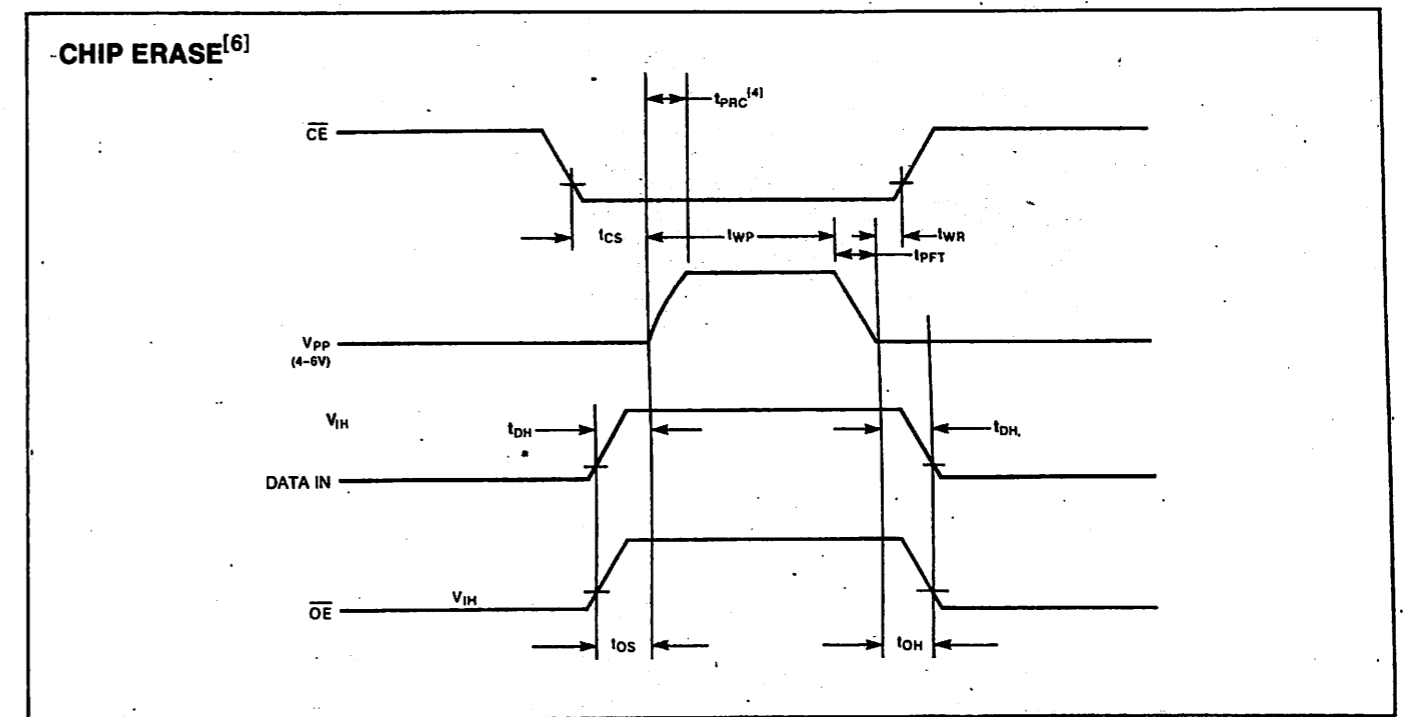 CHIP ERASE[6]
tPRC[4]
CE
tCS
tWP
tWR
tPFT
VPP
(4-6V)
VIH
tDH
tDH.
DATA IN
VIH
OE
tOS
tOH